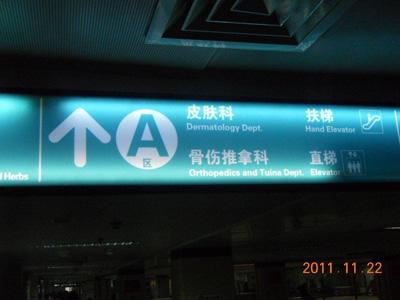 d Herbs
A
区
皮肤科
Dermatology Dept.
骨伤推拿科
Orthopedics and Tuina Dept.
扶梯
Hand Elevator
直梯
Elevator
2011.11.22